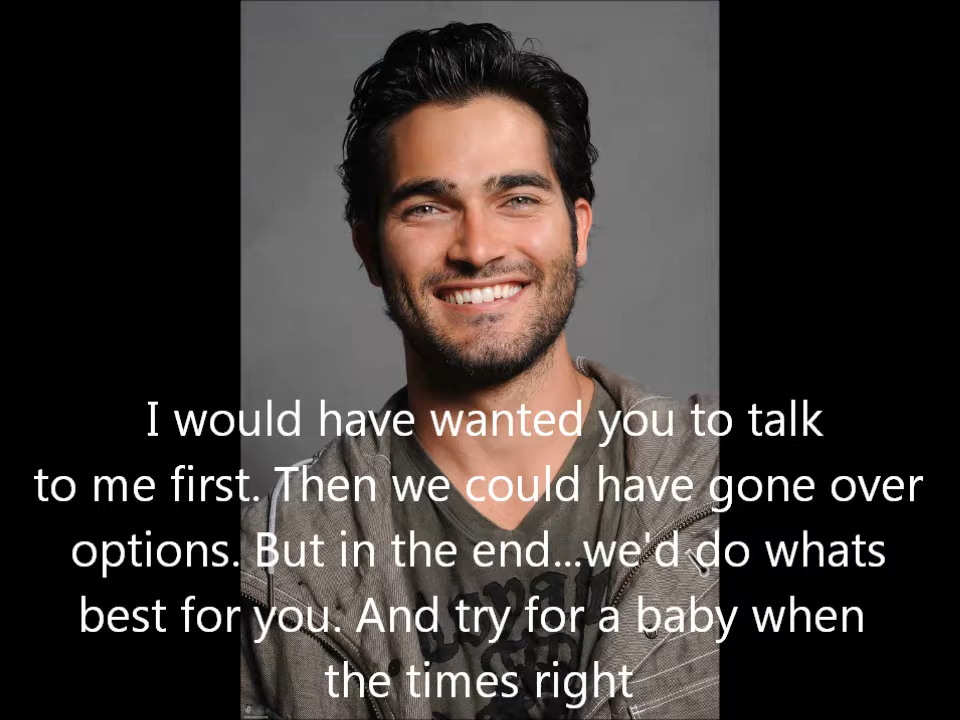 I would have wanted you to talk
to me first. Then we could have gone over
options. But in the end...we'd do whats
best for you. And try for a baby when
the times right